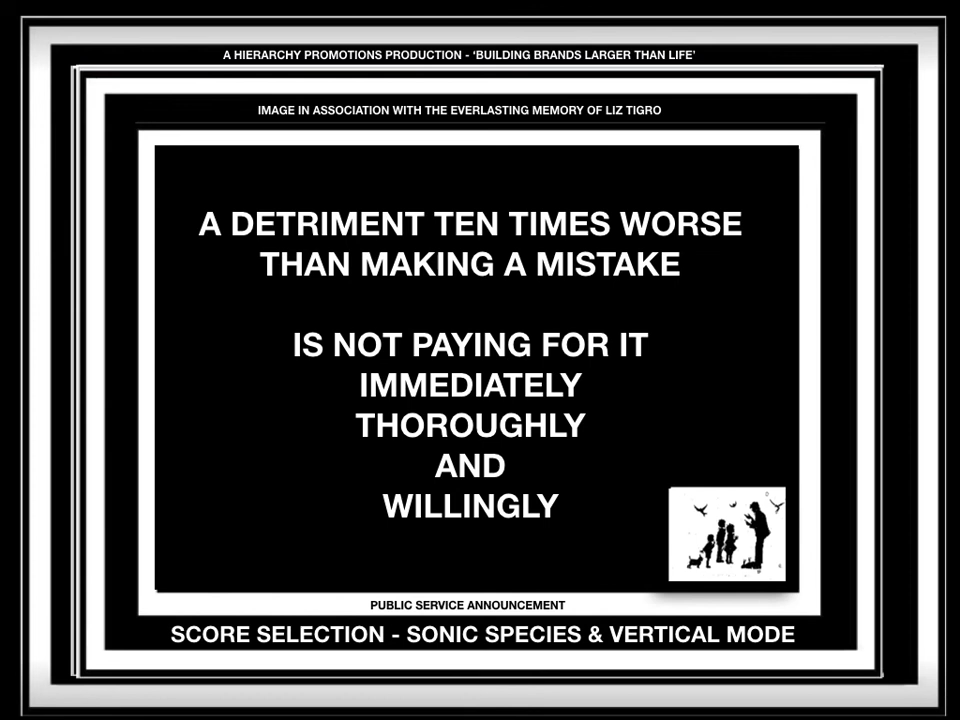 A HIERARCHY PROMOTIONS PRODUCTION - ‘BUILDING BRANDS LARGER THAN LIFE’
IMAGE IN ASSOCIATION WITH THE EVERLASTING MEMORY OF LIZ TIGRO
A DETRIMENT TEN TIMES WORSE
THAN MAKING A MISTAKE
IS NOT PAYING FOR IT
IMMEDIATELY
THOROUGHLY
AND
WILLINGLY
PUBLIC SERVICE ANNOUNCEMENT
SCORE SELECTION - SONIC SPECIES & VERTICAL MODE